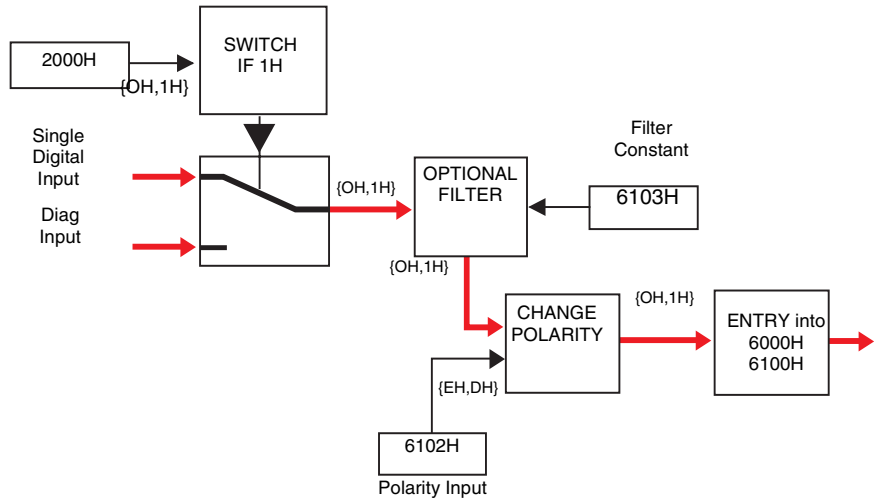 SWITCH
IF 1H
2000H
{OH,1H}
Single
Digital
Input
Diag
Input
{OH,1H}
OPTIONAL
FILTER
Filter
Constant
6103H
{OH,1H}
CHANGE
POLARITY
{OH,1H}
ENTRY into
6000H
6100H
{EH,DH}
6102H
Polarity Input